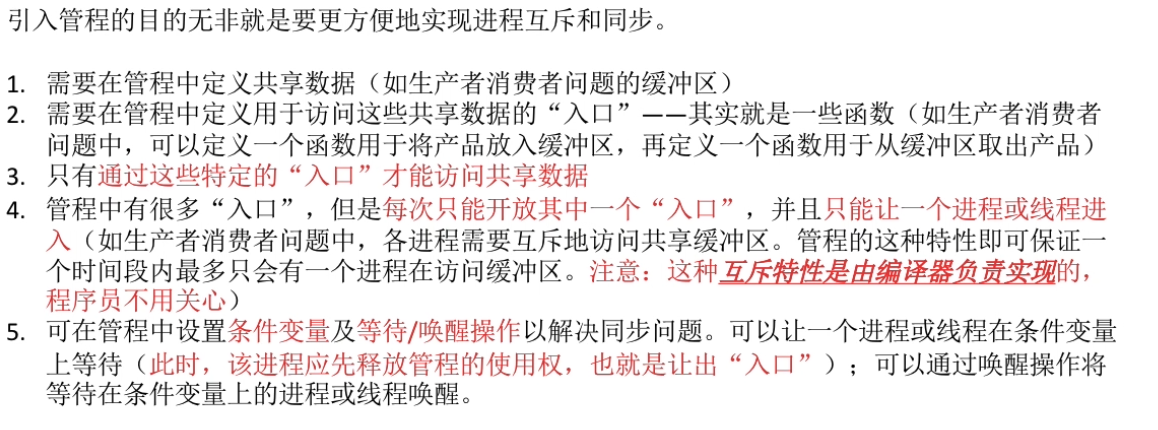 引入管程的目的无非就是要更方便地实现进程互斥和同步。
1. 需要在管程中定义共享数据（如生产者消费者问题的缓冲区）
2. 需要在管程中定义用于访问这些共享数据的“入口”——其实就是一些函数（如生产者消费者
问题中，可以定义一个函数用于将产品放入缓冲区，再定义一个函数用于从缓冲区取出产品）
3. 只有通过这些特定的“入口”才能访问共享数据
4. 管程中有很多“入口”，但是每次只能开放其中一个“入口”，并且只能让一个进程或线程进
入（如生产者消费者问题中，各进程需要互斥地访问共享缓冲区。管程的这种特性即可保证一
个时间段内最多只会有一个进程在访问缓冲区。注意：这种互斥特性是由编译器负责实现的，
程序员不用关心）
5. 可在管程中设置条件变量及等待/唤醒操作以解决同步问题。可以让一个进程或线程在条件变量
上等待（此时，该进程应先释放管程的使用权，也就是让出“入口”）；可以通过唤醒操作将
等待在条件变量上的进程或线程唤醒。